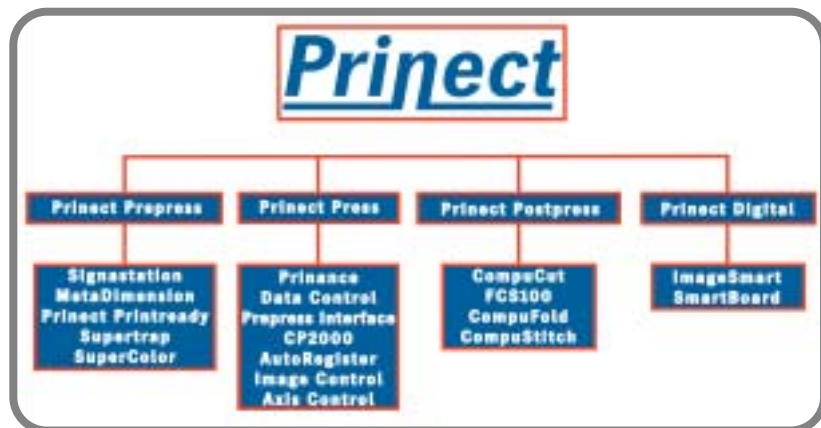 Prinect
Prinect Prepress
Prinect Press
Prinect Postpress
Prinect Digital
Signastation
MetaDimension
Prinect Printready
Supertrap
SuperColor
Prinance
Data Control
Prepress Interface
CP2000
AutoRegister
Image Control
Axis Control
CompuCut
FCS100
CompuFold
CompuStitch
ImageSmart
SmartBoard